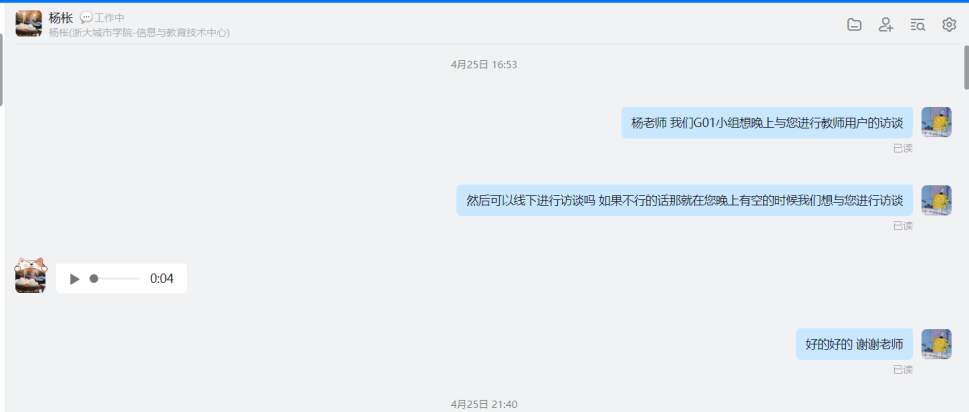 杨枨 工作中
杨枨(浙大城市学院-信息与教育技术中心)
4月25日 16:53
杨老师 我们G01小组想晚上与您进行教师用户的访谈
已读
然后可以线下进行访谈吗 如果不行的话那就在您晚上有空的时候我们想与您进行访谈
已读
0:04
好的好的 谢谢老师
已读
4月25日 21:40